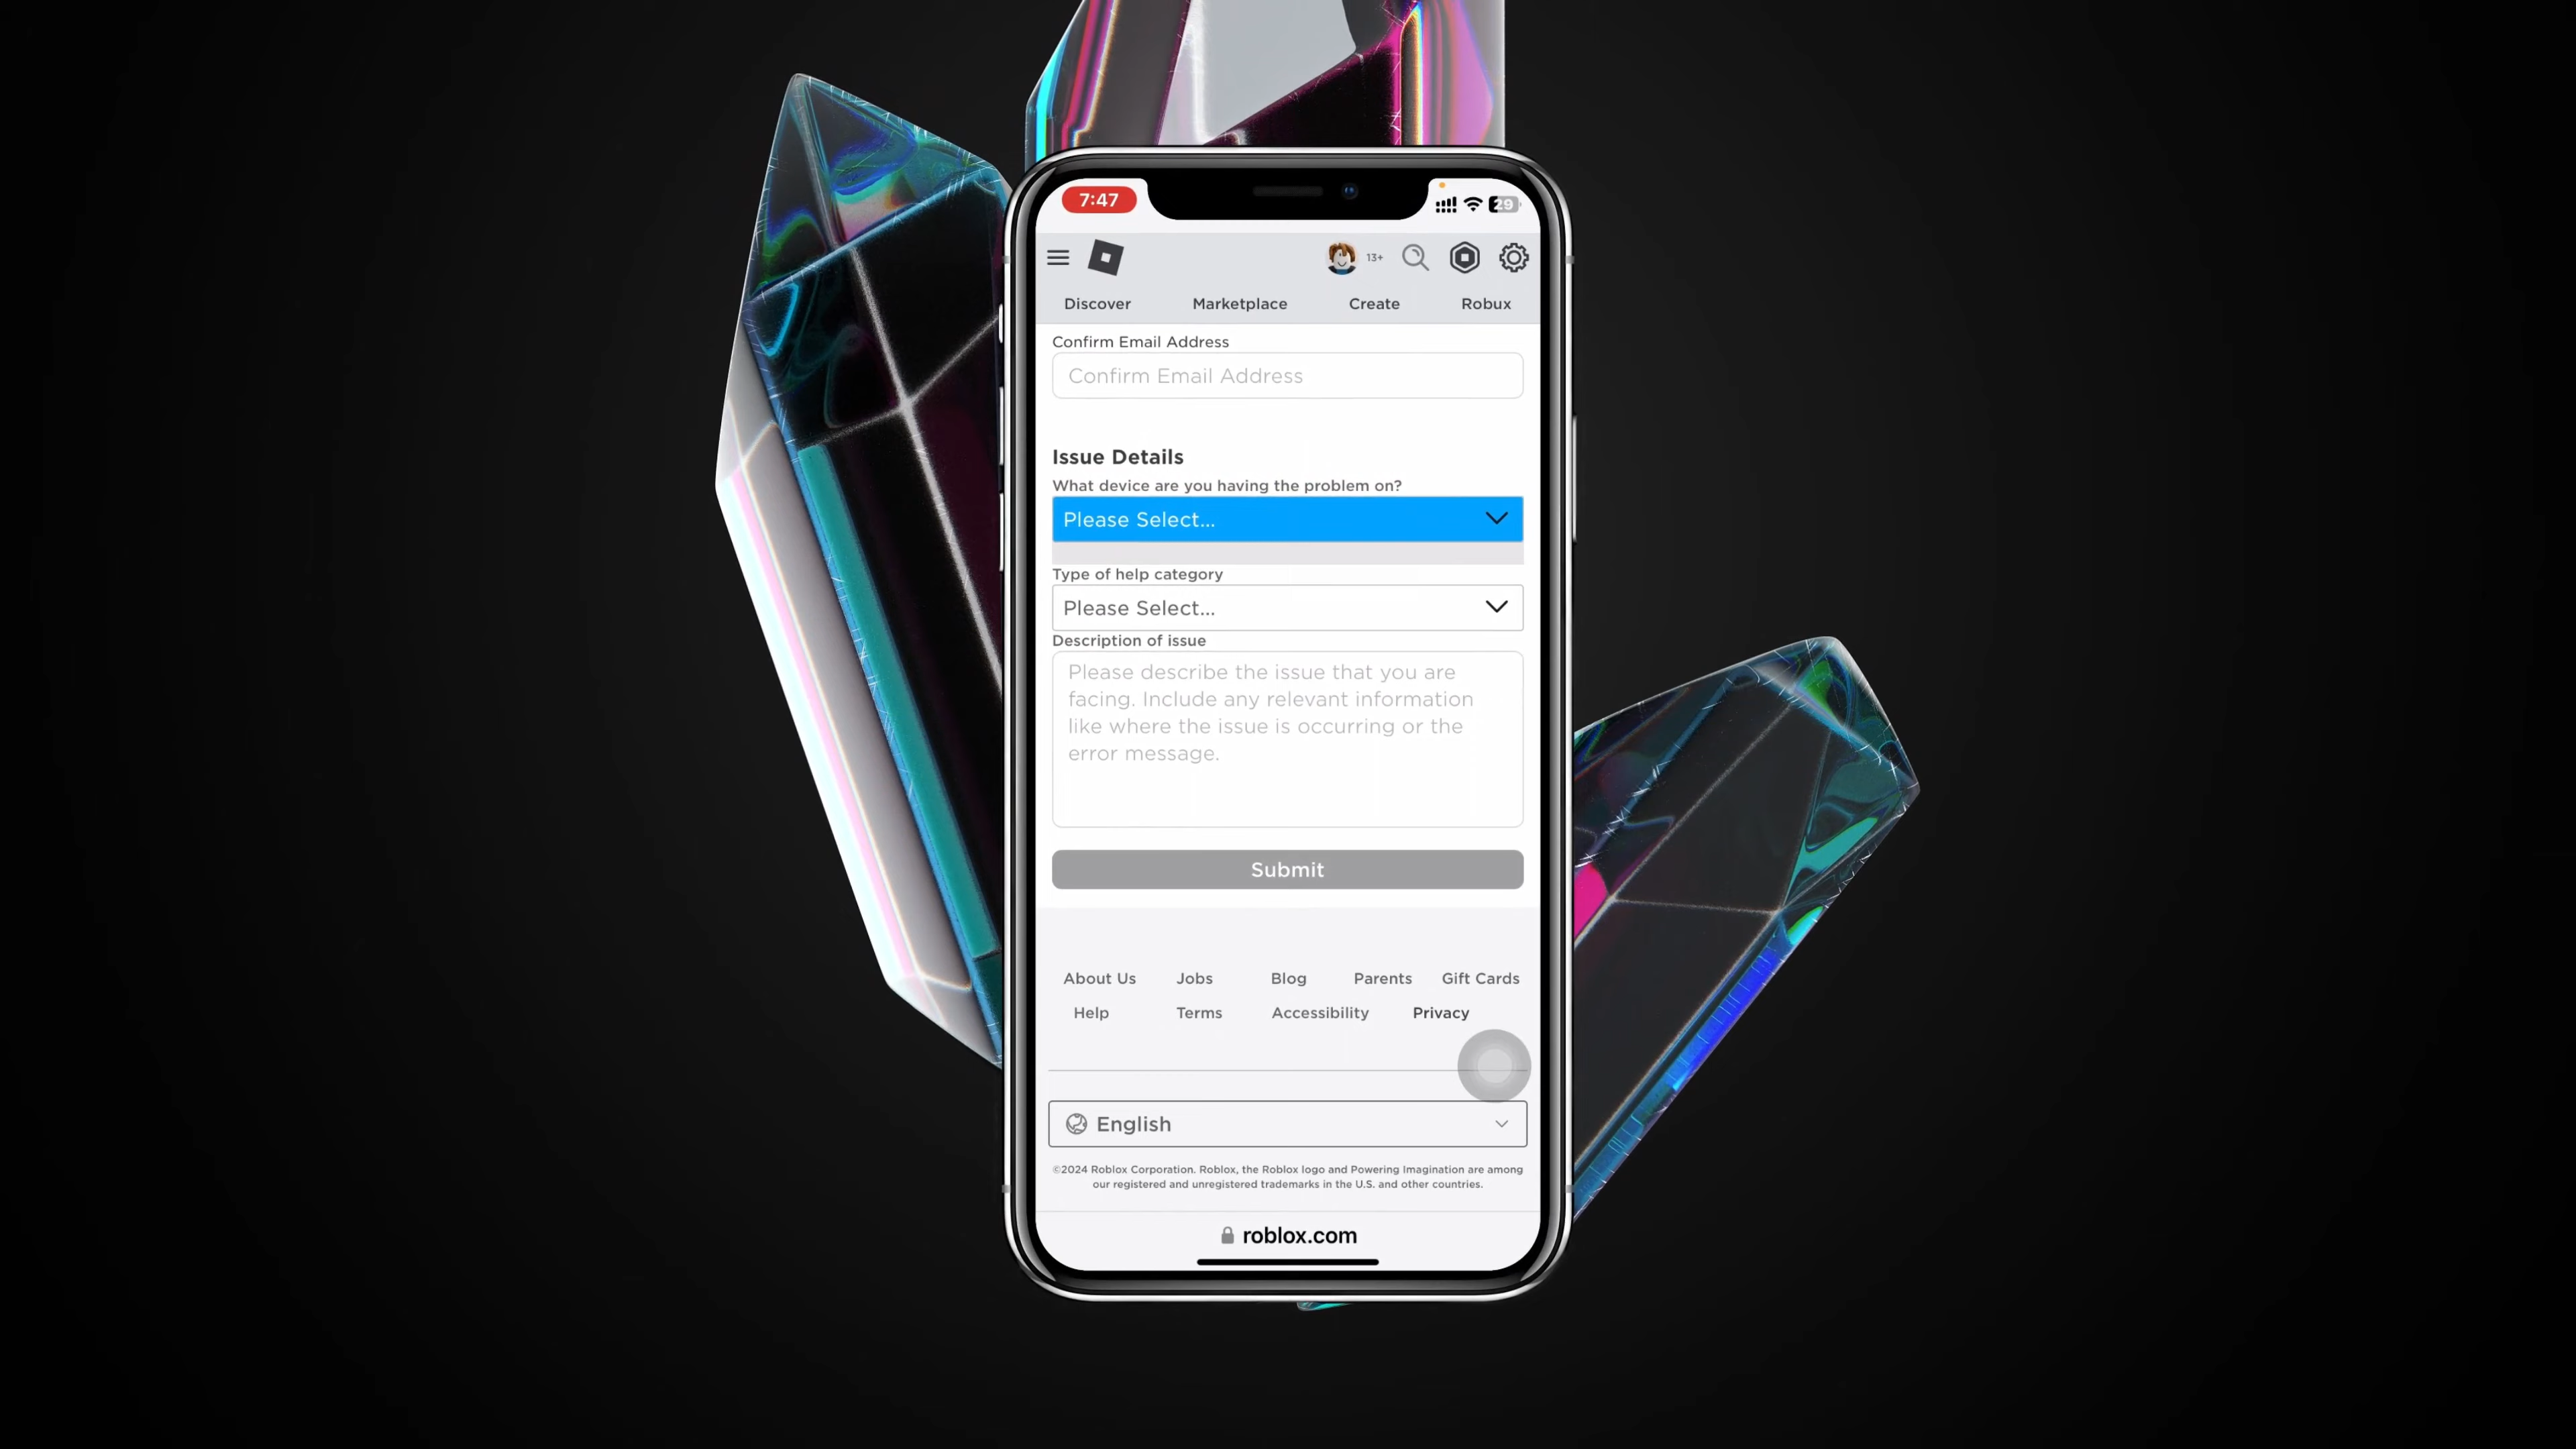 7:47
29
13+
Discover Marketplace Create Robux
Confirm Email Address
Confirm Email Address
Issue Details
What device are you having the problem on?
Please Select...
Type of help category
Please Select...
Description of issue
Please describe the issue that you are
facing. Include any relevant information
like where the issue is occurring or the
error message.
Submit
About Us Jobs Blog Parents Gift Cards
Help Terms Accessibility Privacy
English
©2024 Roblox Corporation. Roblox, the Roblox logo and Powering Imagination are among
our registered and unregistered trademarks in the U.S. and other countries.
roblox.com